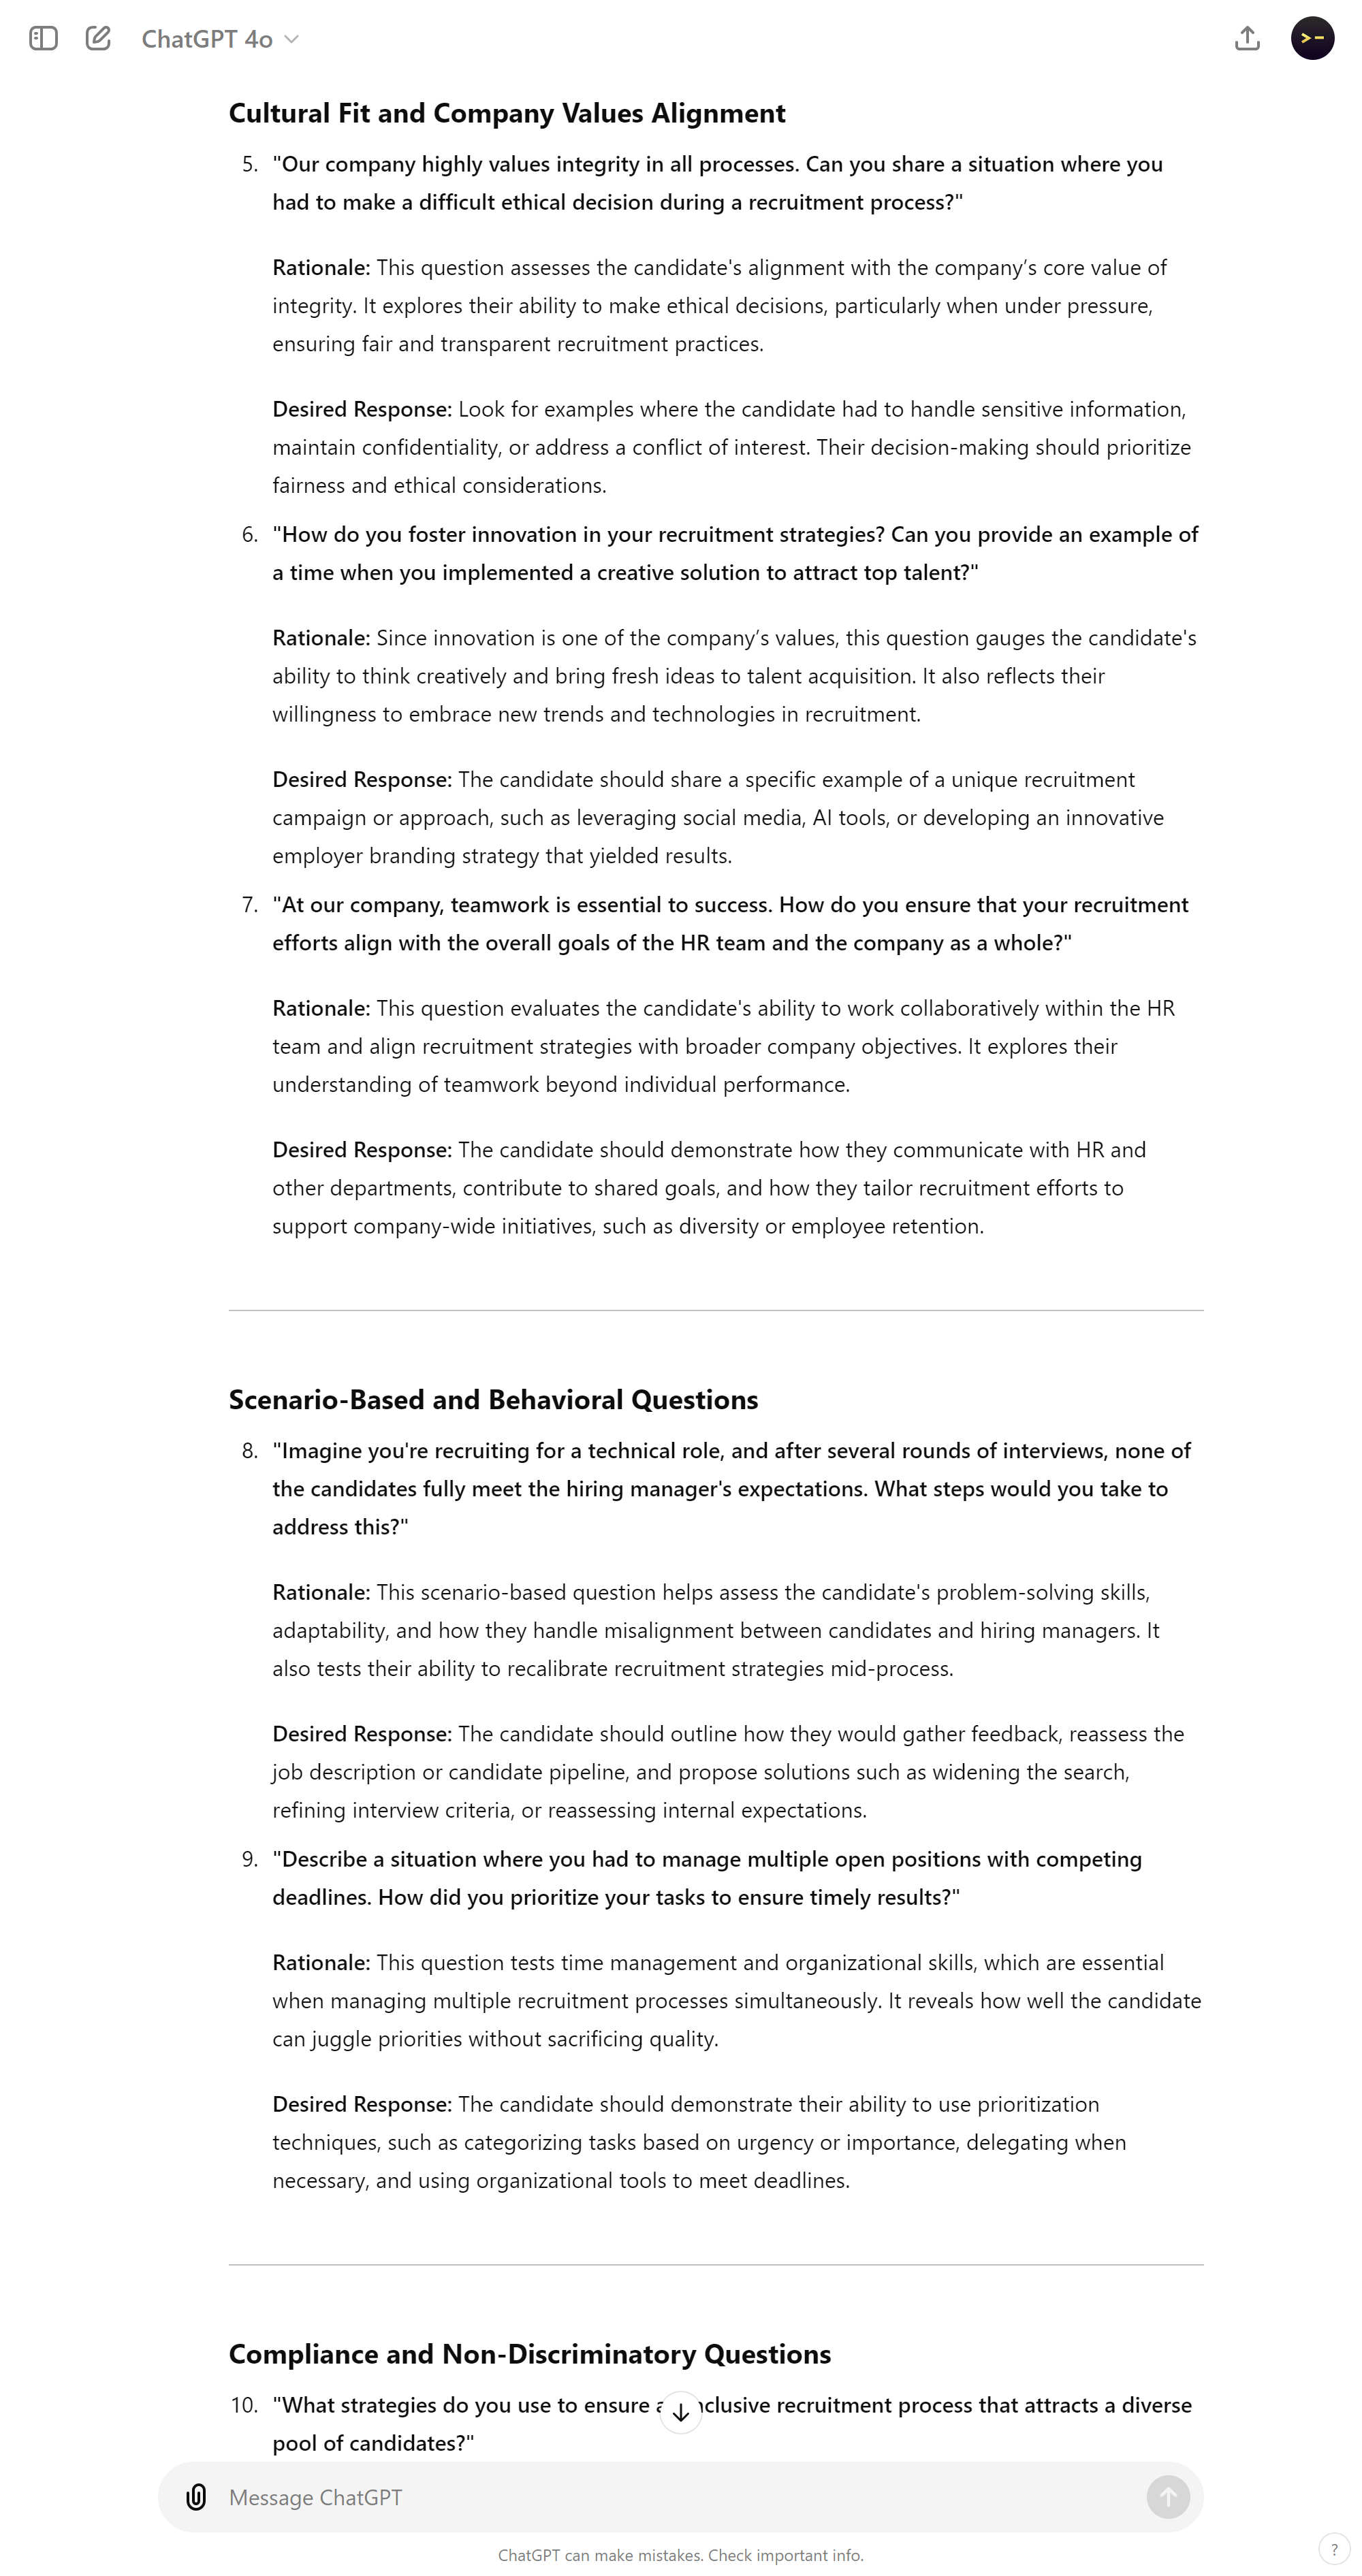 ChatGPT 4o
Cultural Fit and Company Values Alignment
5. "Our company highly values integrity in all processes. Can you share a situation where you
had to make a difficult ethical decision during a recruitment process?"
Rationale: This question assesses the candidate's alignment with the company’s core value of
integrity. It explores their ability to make ethical decisions, particularly when under pressure,
ensuring fair and transparent recruitment practices.
Desired Response: Look for examples where the candidate had to handle sensitive information,
maintain confidentiality, or address a conflict of interest. Their decision-making should prioritize
fairness and ethical considerations.
6. "How do you foster innovation in your recruitment strategies? Can you provide an example of
a time when you implemented a creative solution to attract top talent?"
Rationale: Since innovation is one of the company’s values, this question gauges the candidate's
ability to think creatively and bring fresh ideas to talent acquisition. It also reflects their
willingness to embrace new trends and technologies in recruitment.
Desired Response: The candidate should share a specific example of a unique recruitment
campaign or approach, such as leveraging social media, AI tools, or developing an innovative
employer branding strategy that yielded results.
7. "At our company, teamwork is essential to success. How do you ensure that your recruitment
efforts align with the overall goals of the HR team and the company as a whole?"
Rationale: This question evaluates the candidate's ability to work collaboratively within the HR
team and align recruitment strategies with broader company objectives. It explores their
understanding of teamwork beyond individual performance.
Desired Response: The candidate should demonstrate how they communicate with HR and
other departments, contribute to shared goals, and how they tailor recruitment efforts to
support company-wide initiatives, such as diversity or employee retention.
Scenario-Based and Behavioral Questions
8. "Imagine you're recruiting for a technical role, and after several rounds of interviews, none of
the candidates fully meet the hiring manager's expectations. What steps would you take to
address this?"
Rationale: This scenario-based question helps assess the candidate's problem-solving skills,
adaptability, and how they handle misalignment between candidates and hiring managers. It
also tests their ability to recalibrate recruitment strategies mid-process.
Desired Response: The candidate should outline how they would gather feedback, reassess the
job description or candidate pipeline, and propose solutions such as widening the search,
refining interview criteria, or reassessing internal expectations.
9. "Describe a situation where you had to manage multiple open positions with competing
deadlines. How did you prioritize your tasks to ensure timely results?"
Rationale: This question tests time management and organizational skills, which are essential
when managing multiple recruitment processes simultaneously. It reveals how well the candidate
can juggle priorities without sacrificing quality.
Desired Response: The candidate should demonstrate their ability to use prioritization
techniques, such as categorizing tasks based on urgency or importance, delegating when
necessary, and using organizational tools to meet deadlines.
Compliance and Non-Discriminatory Questions
10. "What strategies do you use to ensure recruitment process that attracts a diverse
pool of candidates?"
Message ChatGPT
ChatGPT can make mistakes. Check important info.
?